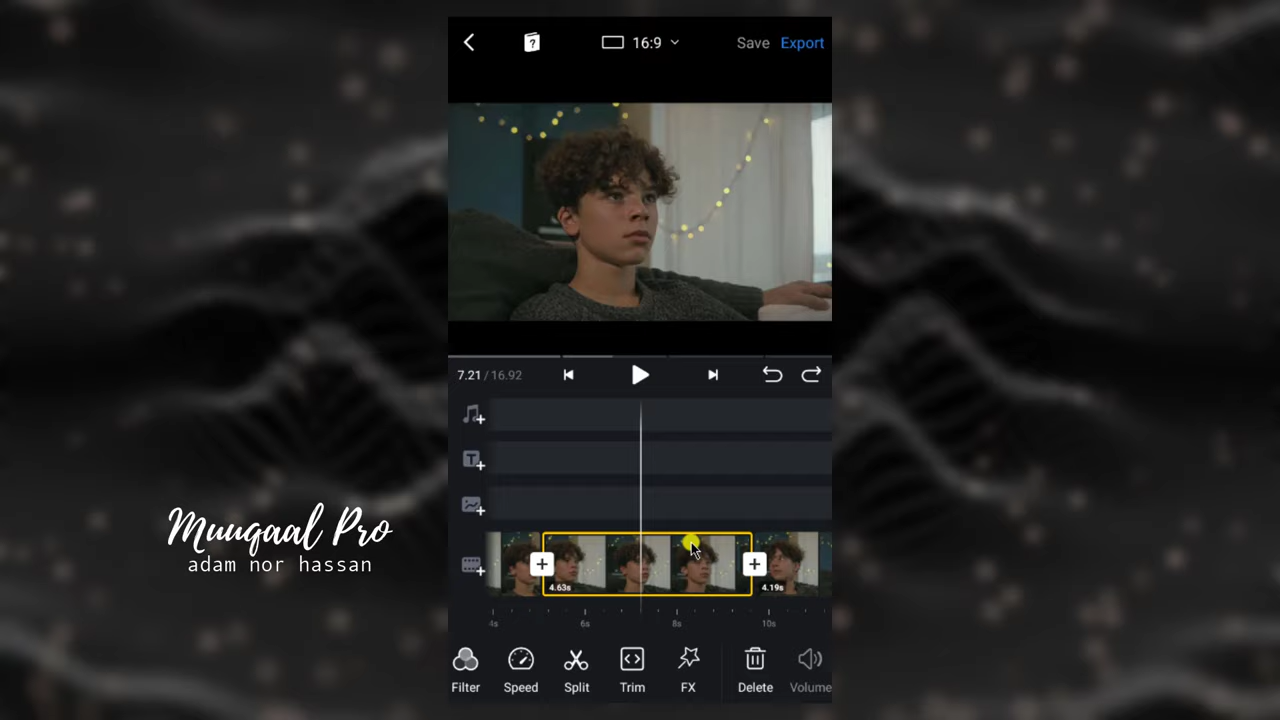 16:9
Save
Export
7.21 / 16.92
Muuqaal Pro
adam nor hassan
4.63s
4.19s
4s
6s
8s
10s
Filter
Speed
Split
Trim
FX
Delete
Volume